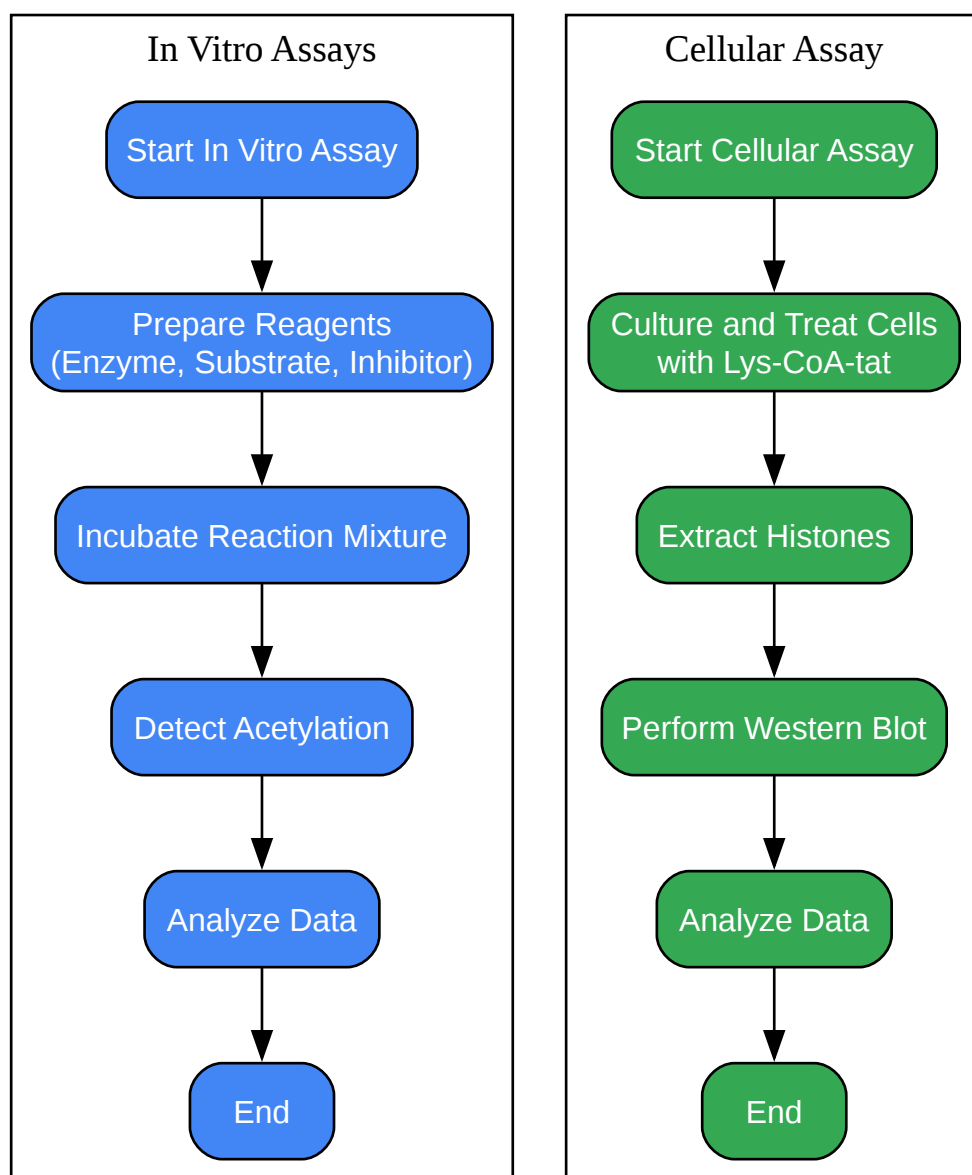 In Vitro Assays
Start In Vitro Assay
Prepare Reagents
(Enzyme, Substrate, Inhibitor)
Incubate Reaction Mixture
Detect Acetylation
Analyze Data
End
Cellular Assay
Start Cellular Assay
Culture and Treat Cells
with Lys-CoA-tat
Extract Histones
Perform Western Blot
Analyze Data
End